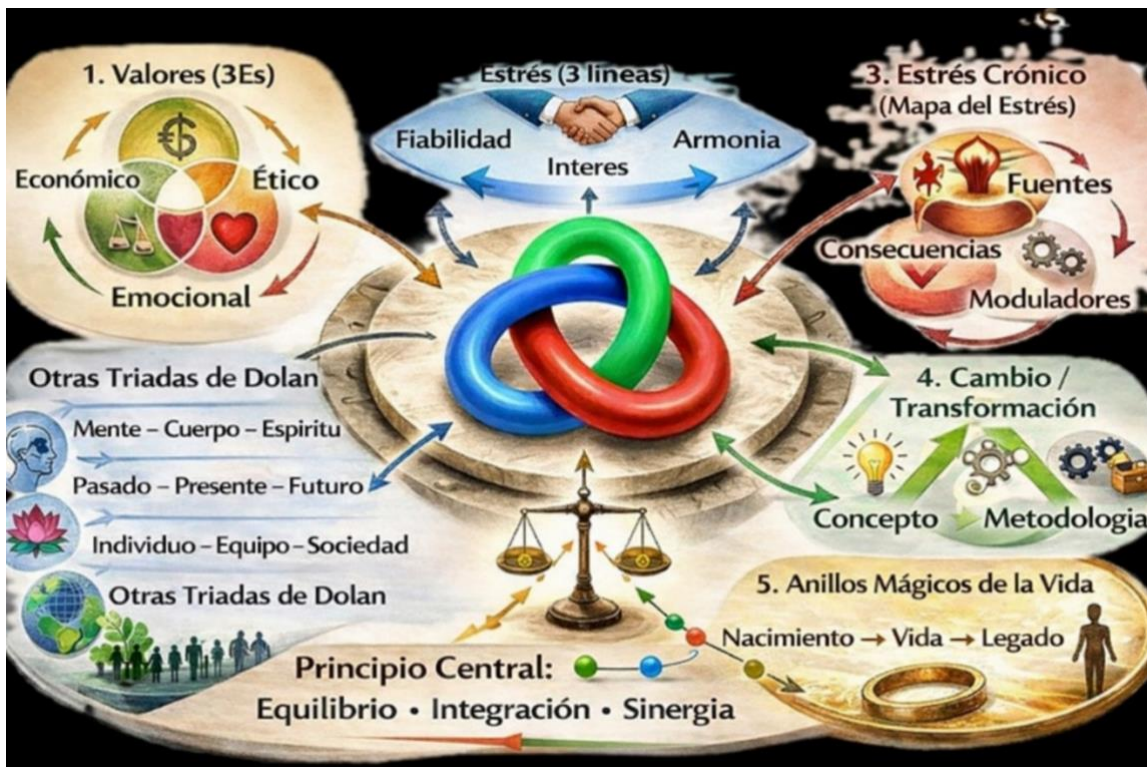 1. Valores (3Es)
Económico
Ético
Emocional
Estrés (3 lineas)
Fiabilidad
Armonia
Interes
3. Estrés Crónico
(Mapa del Estrés)
Fuentes
Consecuencias
Moduladores
Otras Triadas de Dolan
Mente – Cuerpo – Espiritu
Pasado – Presente – Futuro
Individuo – Equipo – Sociedad
Otras Triadas de Dolan
4. Cambio /
Transformación
Concepto
Metodologia
5. Anillos Mágicos de la Vida
Nacimiento → Vida → Legado
Principio Central:
Equilibrio • Integración • Sinergia